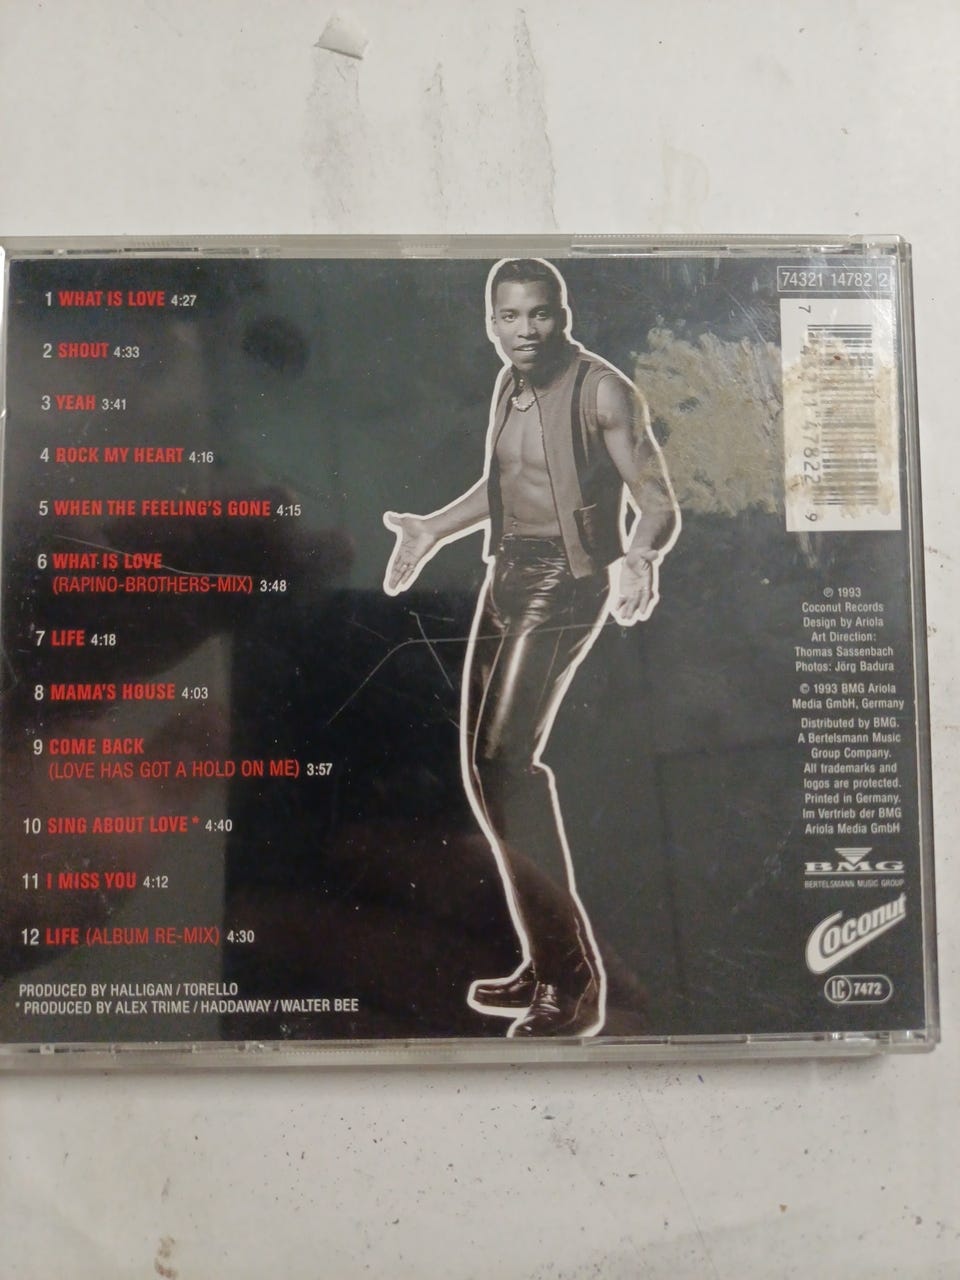 1 WHAT IS LOVE 4:27
2 SHOUT 4:33
3 YEAH 3:41
4 ROCK MY HEART 4:16
5 WHEN THE FEELING'S GONE 4:15
6 WHAT IS LOVE
(RAPINO-BROTHERS-MIX) 3:48
7 LIFE 4:18
8 MAMA'S HOUSE 4:03
9 COME BACK
(LOVE HAS GOT A HOLD ON ME) 3:57
10 SING ABOUT LOVE * 4:40
11 I MISS YOU 4:12
12 LIFE (ALBUM RE-MIX) 4:30
PRODUCED BY HALLIGAN / TORELLO
* PRODUCED BY ALEX TRIME / HADDAWAY / WALTER BEE
74321 14782 2
℗ 1993
Coconut Records
Design by Ariola
Art Direction:
Thomas Sassenbach
Photos: Jörg Badura
© 1993 BMG Ariola
Media GmbH, Germany
Distributed by BMG.
A Bertelsmann Music
Group Company.
All trademarks and
logos are protected.
Printed in Germany.
Im Vertrieb der BMG
Ariola Media GmbH
BMG
BERTELSMANN MUSIC GROUP
Coconut
LC 7472